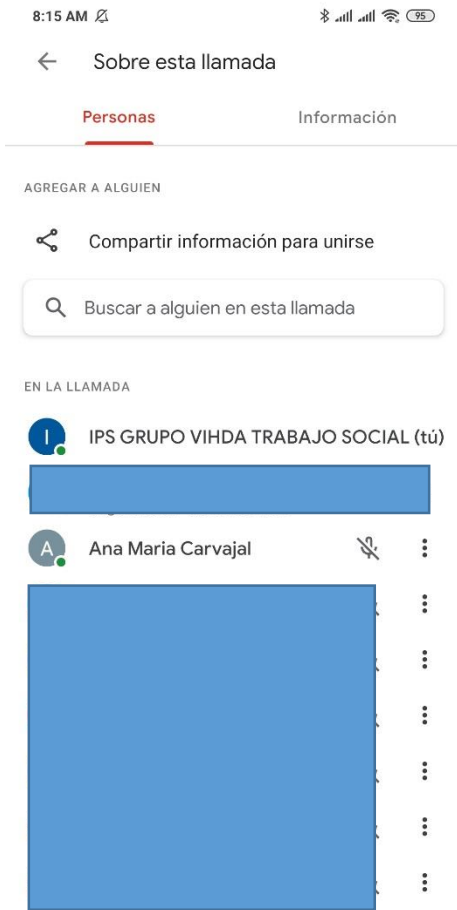 8:15 AM
95
Sobre esta llamada
Personas
Información
AGREGAR A ALGUIEN
Compartir información para unirse
Buscar a alguien en esta llamada
EN LA LLAMADA
I
IPS GRUPO VIHDA TRABAJO SOCIAL (tú)
A
Ana Maria Carvajal